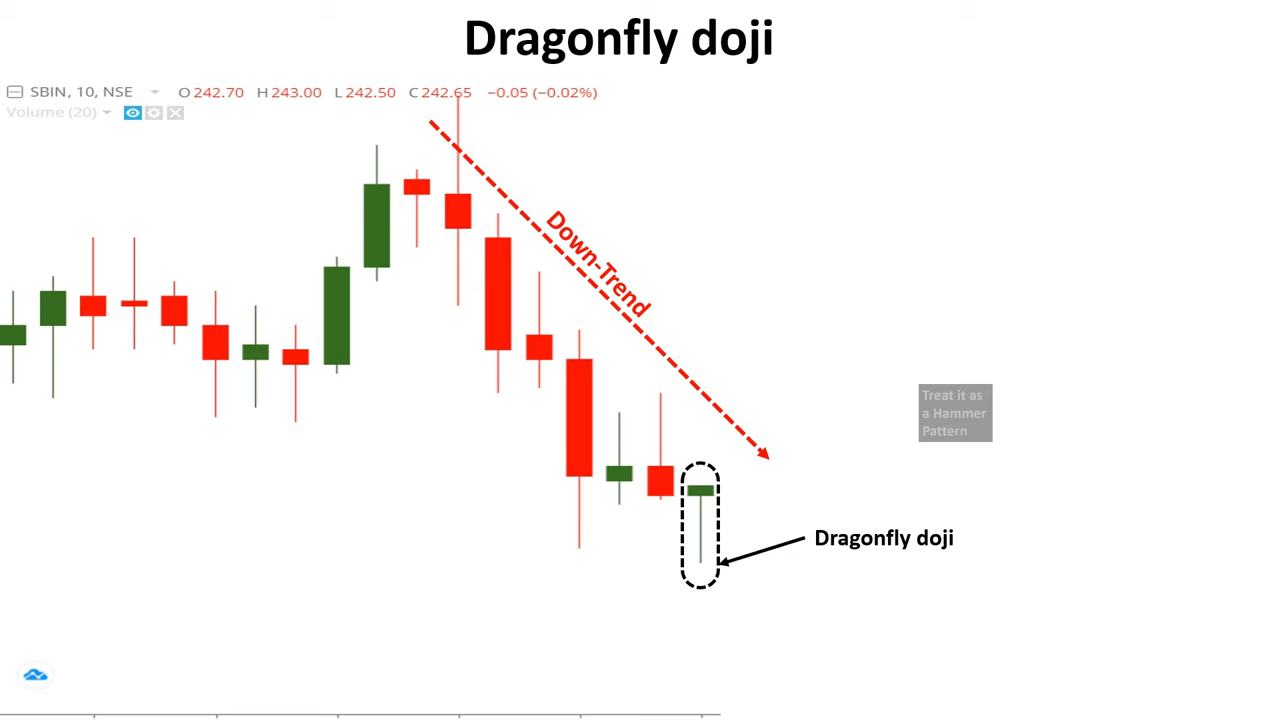 Dragonfly doji
SBIN, 10, NSE O 242.70 H 243.00 L 242.50 C 242.65 −0.05 (−0.02%)
Volume (20)
Down-Trend
Treat it as
a Hammer
Pattern
Dragonfly doji